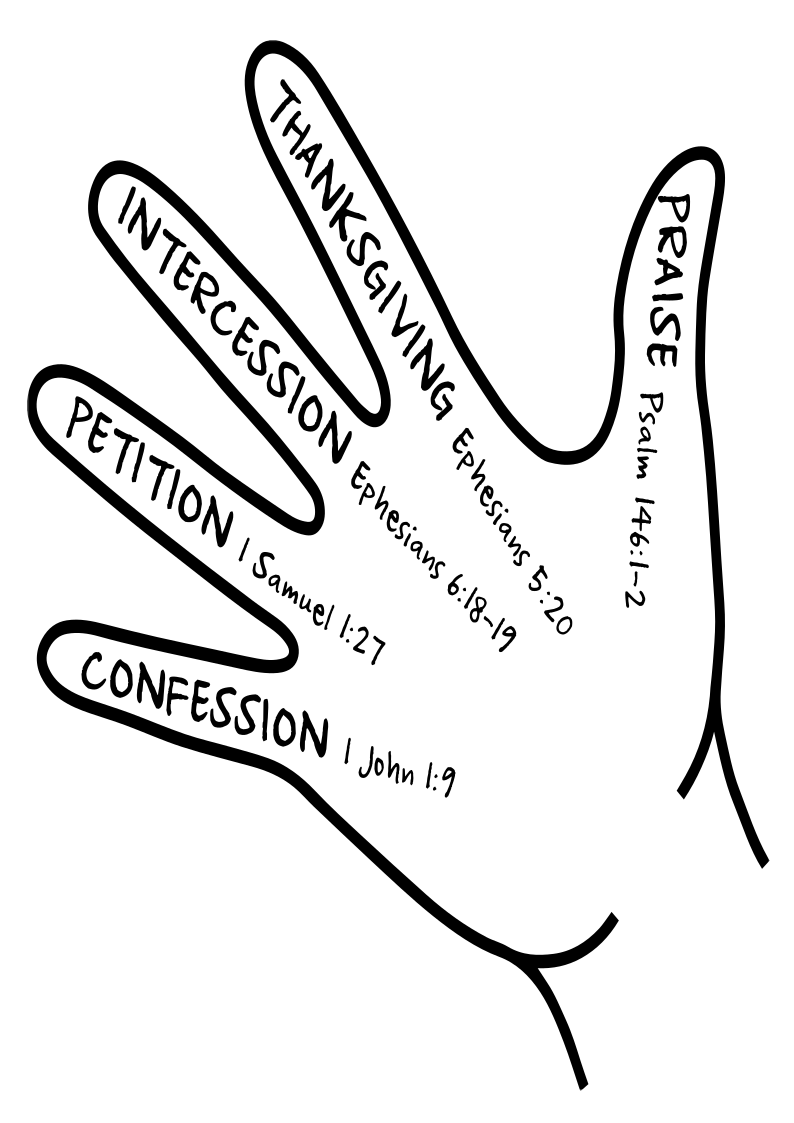 PRAISE Psalm 146:1-2
THANKSGIVING Ephesians 5:20
INTERCESSION Ephesians 6:18-19
PETITION 1 Samuel 1:27
CONFESSION 1 John 1:9